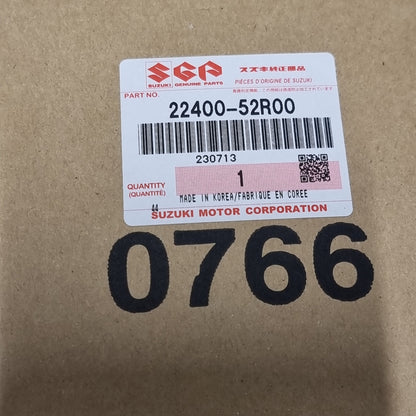 SGP スズキ純正部品
SUZUKI GENUINE PARTS PIÈCES D'ORIGINE DE SUZUKI
PART NO.
22400-52R00
230713
QUANTITY
(QUANTITÉ)
1
MADE IN KOREA/FABRIQUE EN COREE
44
SUZUKI MOTOR CORPORATION
0766